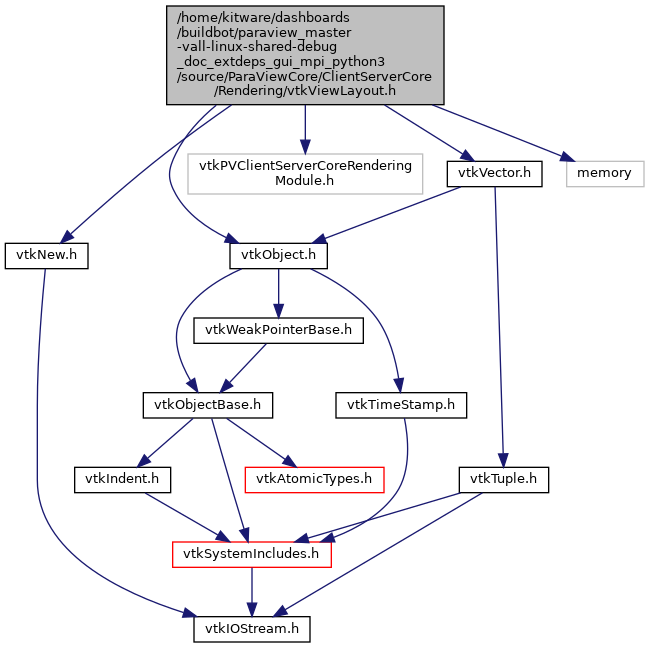 /home/kitware/dashboards
/buildbot/paraview_master
-vall-linux-shared-debug
_doc_extdeps_gui_mpi_python3
/source/ParaViewCore/ClientServerCore
/Rendering/vtkViewLayout.h
vtkPVClientServerCoreRendering
Module.h
vtkVector.h
memory
vtkNew.h
vtkObject.h
vtkWeakPointerBase.h
vtkObjectBase.h
vtkTimeStamp.h
vtkIndent.h
vtkAtomicTypes.h
vtkTuple.h
vtkSystemIncludes.h
vtkIOStream.h